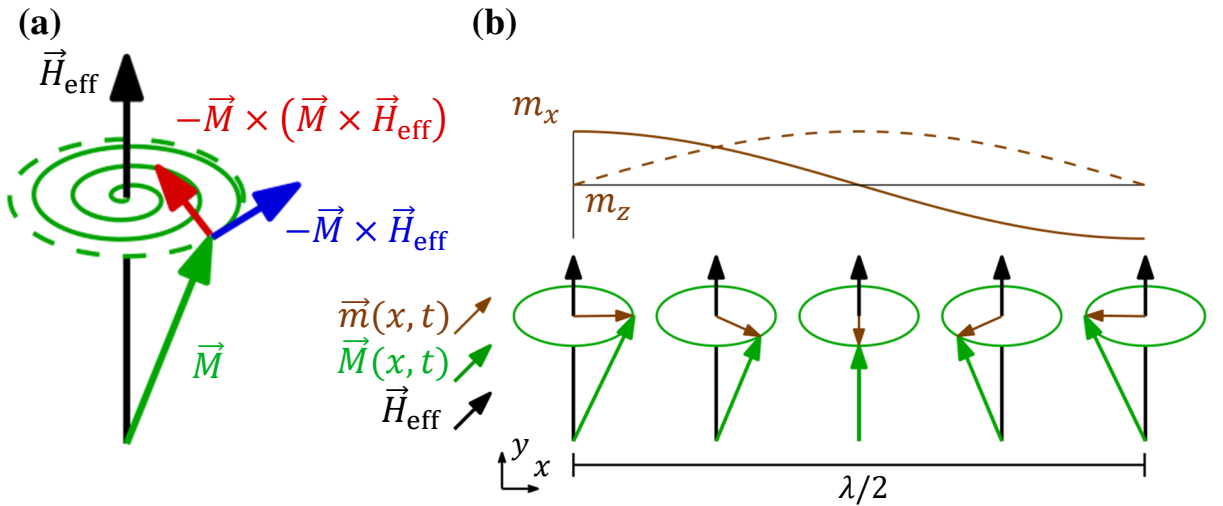 (a)
H⃗eff
−M⃗ × (M⃗ × H⃗eff)
−M⃗ × H⃗eff
M⃗
(b)
mx
mz
m⃗(x, t)
M⃗(x, t)
H⃗eff
y
x
λ/2